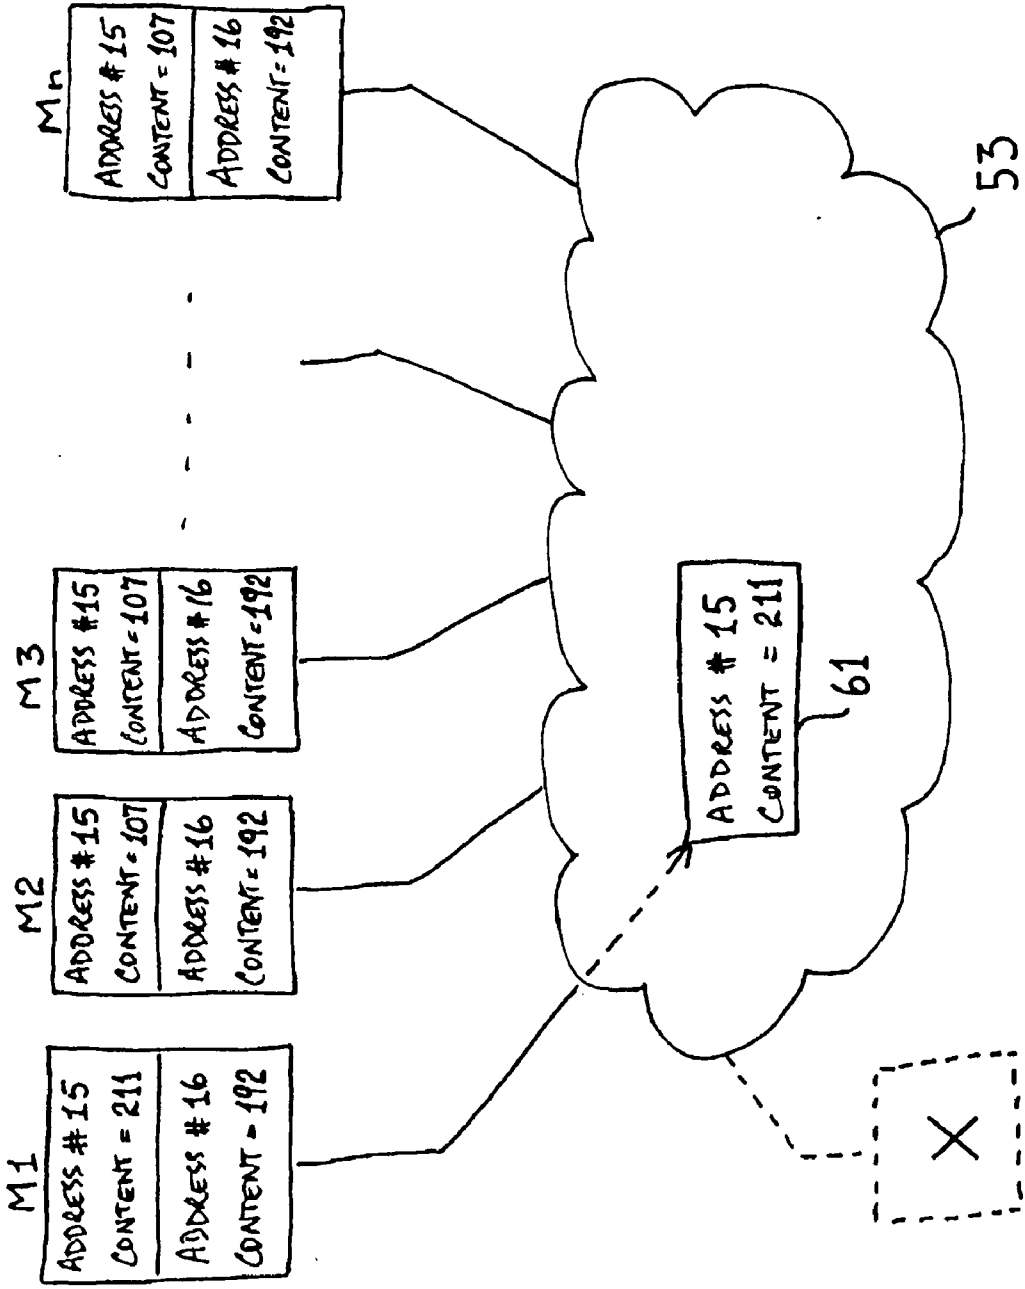 M1
ADDRESS # 15
CONTENT = 211
ADDRESS # 16
CONTENT = 192
M2
ADDRESS # 15
CONTENT = 107
ADDRESS # 16
CONTENT = 192
M3
ADDRESS #15
CONTENT = 107
ADDRESS #16
CONTENT = 192
Mn
ADDRESS # 15
CONTENT = 107
ADDRESS # 16
CONTENT = 192
ADDRESS # 15
CONTENT = 211
61
53
X